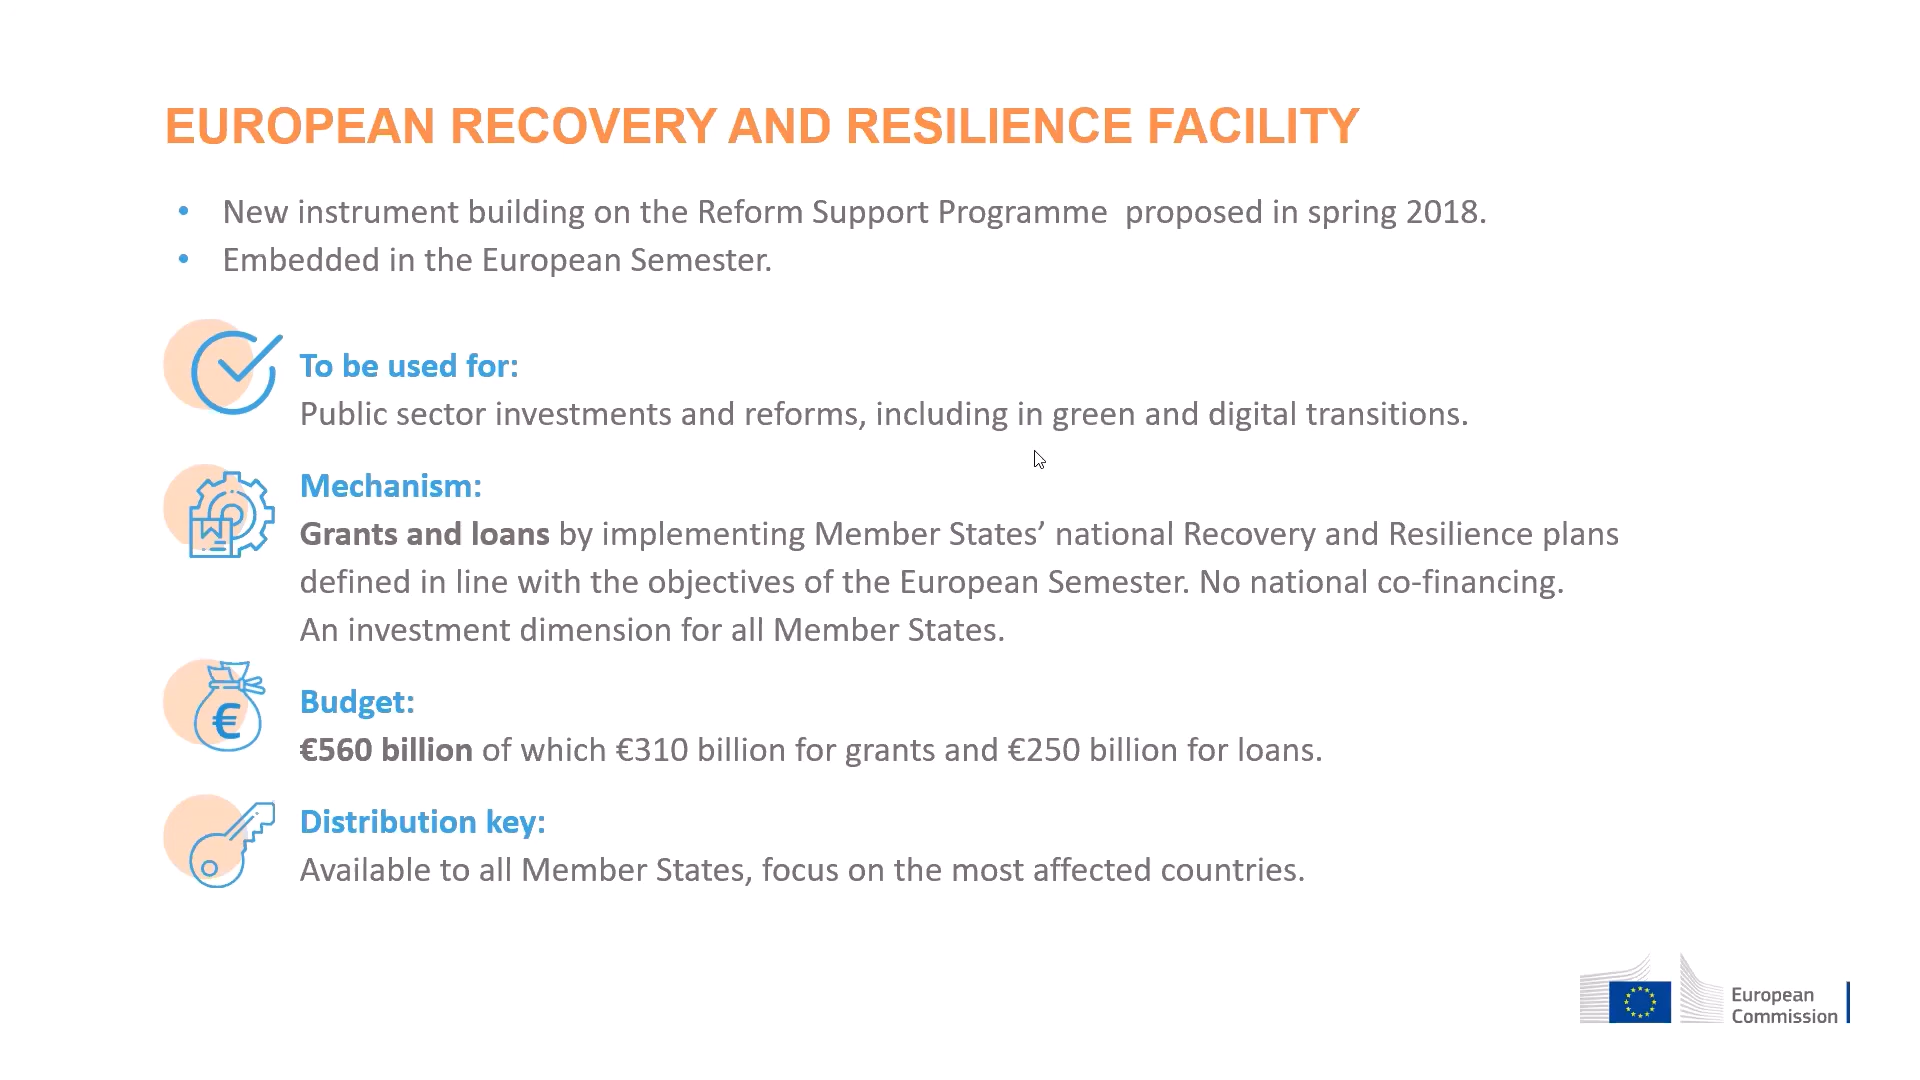 EUROPEAN RECOVERY AND RESILIENCE FACILITY
• New instrument building on the Reform Support Programme  proposed in spring 2018.
• Embedded in the European Semester.
To be used for:
Public sector investments and reforms, including in green and digital transitions.
Mechanism:
Grants and loans by implementing Member States’ national Recovery and Resilience plans
defined in line with the objectives of the European Semester. No national co-financing.
An investment dimension for all Member States.
€
Budget:
€560 billion of which €310 billion for grants and €250 billion for loans.
Distribution key:
Available to all Member States, focus on the most affected countries.
European
Commission